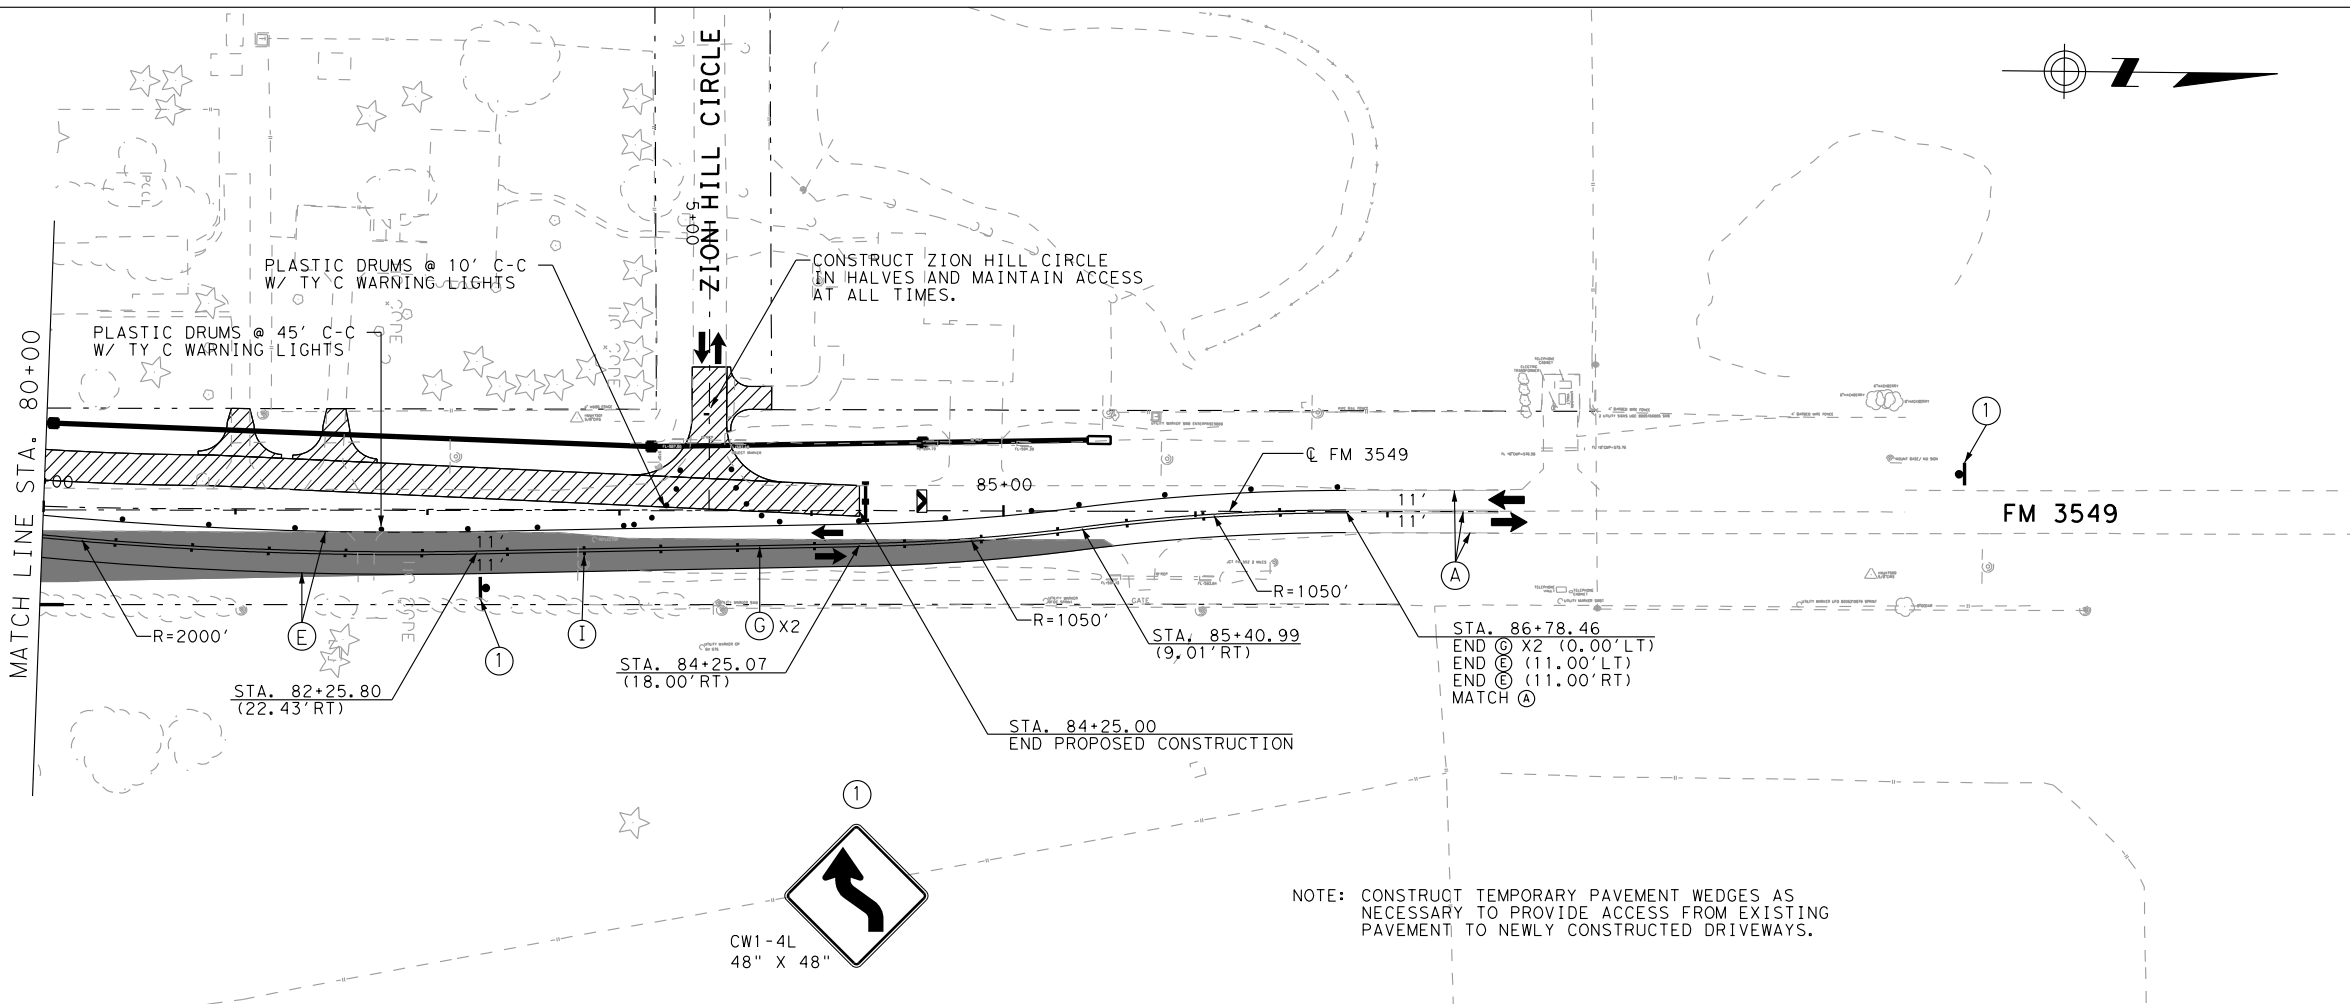 ZION HILL CIRCLE
5+00
PLASTIC DRUMS @ 10' C-C
W/ TY C WARNING LIGHTS
CONSTRUCT ZION HILL CIRCLE
IN HALVES AND MAINTAIN ACCESS
AT ALL TIMES.
PLASTIC DRUMS @ 45' C-C
W/ TY C WARNING LIGHTS
MATCH LINE STA. 80+00
00
℄ FM 3549
85+00
11'
11'
FM 3549
1
11'
11'
A
R=2000'
E
1
I
G X2
R=1050'
R=1050'
GATE
STA. 85+40.99
(9.01'RT)
STA. 86+78.46
END G X2 (0.00'LT)
END E (11.00'LT)
END E (11.00'RT)
MATCH A
STA. 84+25.07
(18.00'RT)
STA. 82+25.80
(22.43'RT)
STA. 84+25.00
END PROPOSED CONSTRUCTION
1
CW1-4L
48" X 48"
NOTE: CONSTRUCT TEMPORARY PAVEMENT WEDGES AS
NECESSARY TO PROVIDE ACCESS FROM EXISTING
PAVEMENT TO NEWLY CONSTRUCTED DRIVEWAYS.